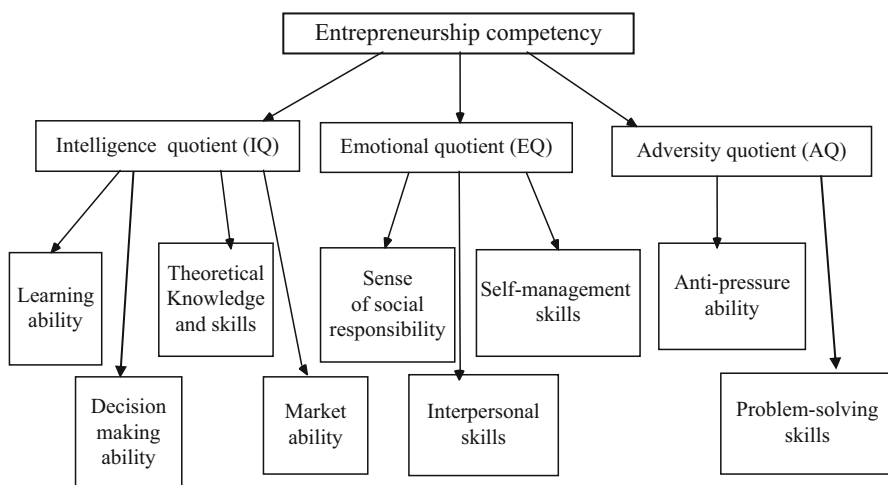 Entrepreneurship competency
Intelligence quotient (IQ)
Emotional quotient (EQ)
Adversity quotient (AQ)
Learning
ability
Theoretical
Knowledge
and skills
Sense
of social
responsibility
Self-management
skills
Anti-pressure
ability
Decision
making
ability
Market
ability
Interpersonal
skills
Problem-solving
skills